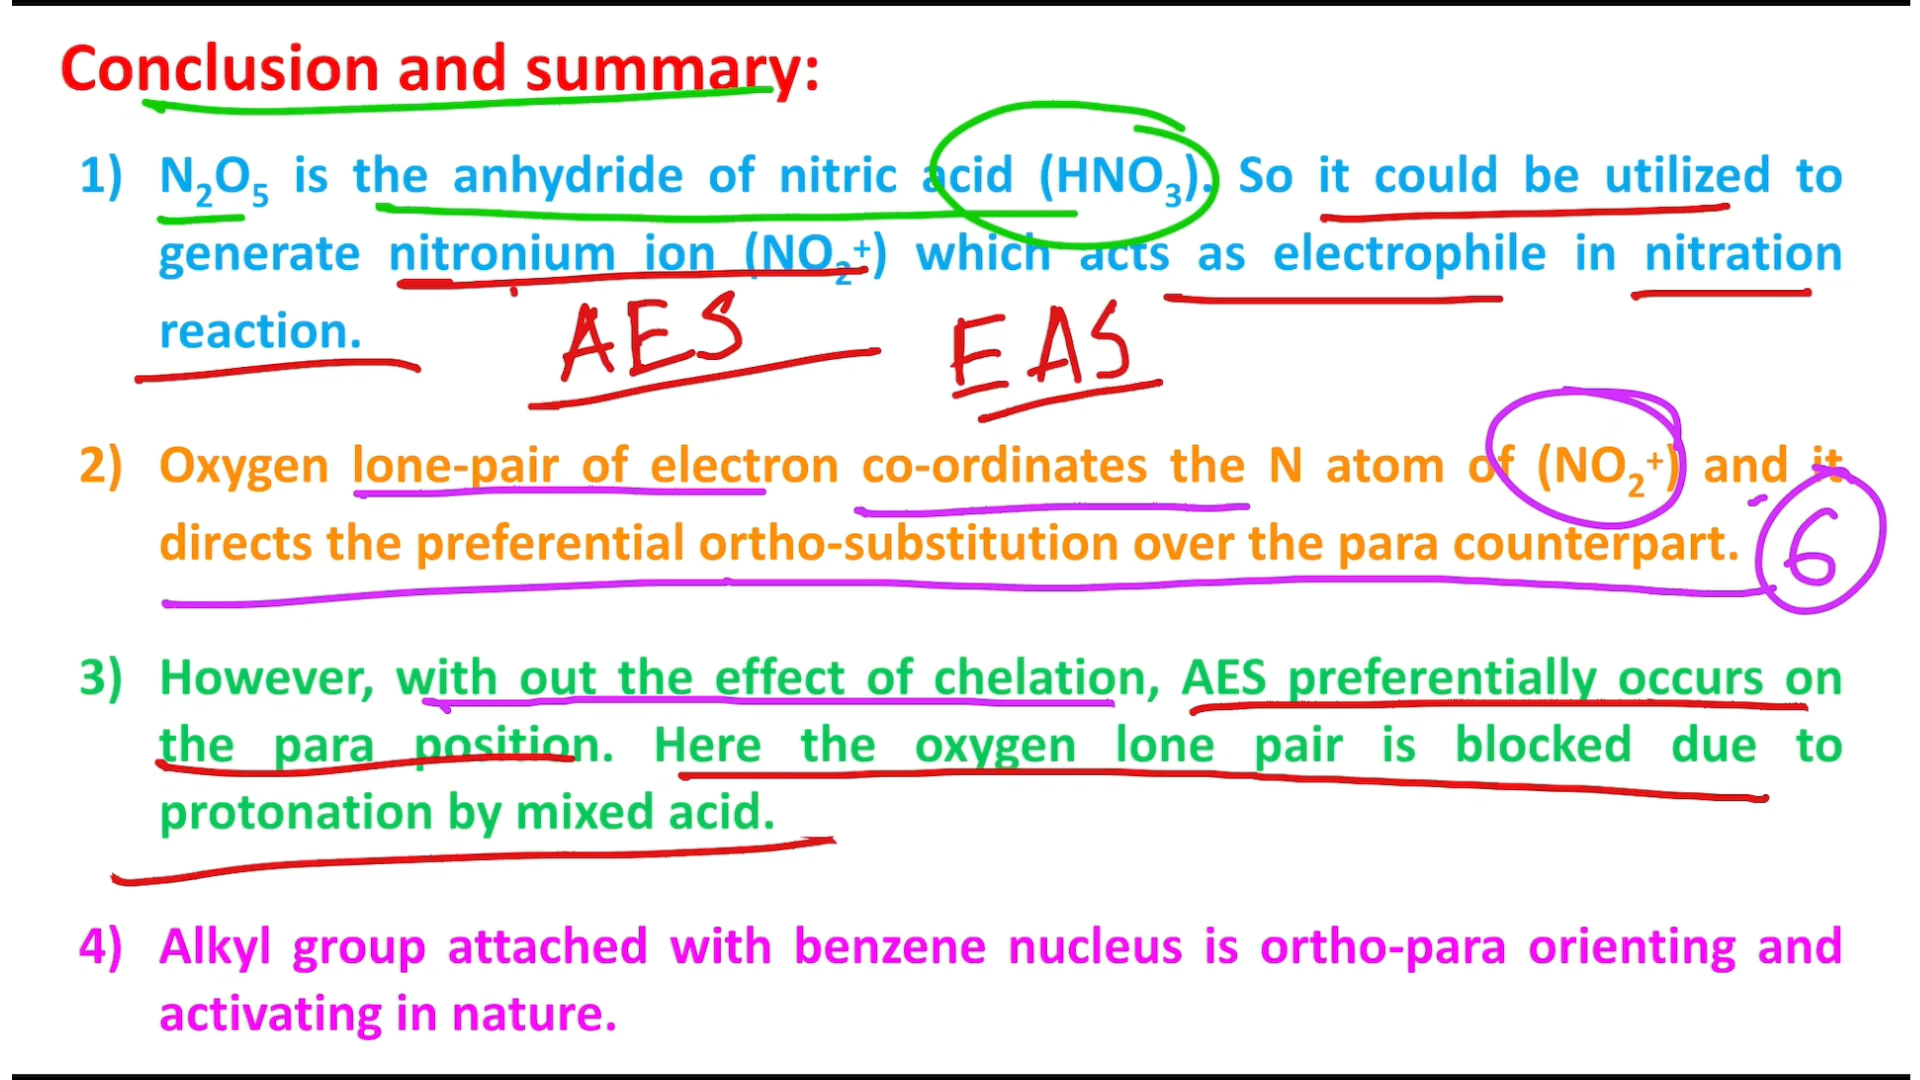 Conclusion and summary:
1) N₂O₅ is the anhydride of nitric acid (HNO₃). So it could be utilized to
generate nitronium ion (NO₂⁺) which acts as electrophile in nitration
reaction.
AES EAS
2) Oxygen lone-pair of electron co-ordinates the N atom of (NO₂⁺) and it
directs the preferential ortho-substitution over the para counterpart. 6
3) However, with out the effect of chelation, AES preferentially occurs on
the para position. Here the oxygen lone pair is blocked due to
protonation by mixed acid.
4) Alkyl group attached with benzene nucleus is ortho-para orienting and
activating in nature.